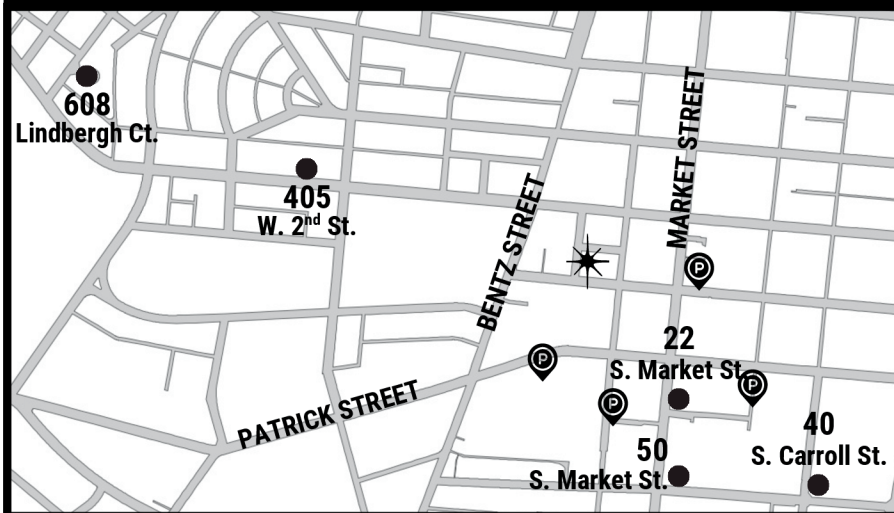 608
Lindbergh Ct.
405
W. 2nd St.
BENTZ STREET
MARKET STREET
P
P
22
S. Market St.
P
P
PATRICK STREET
40
S. Carroll St.
50
S. Market St.